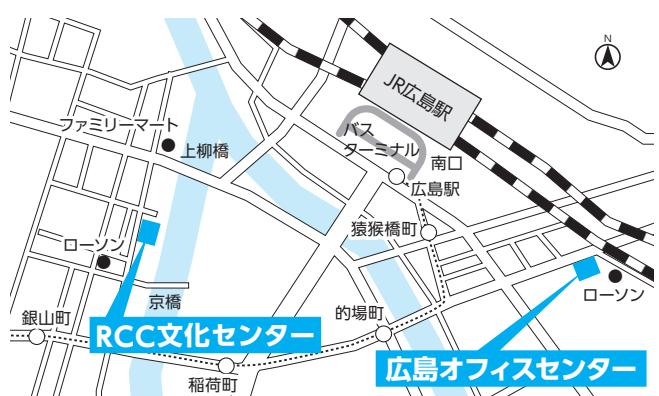 N
JR広島駅
ファミリーマート
上柳橋
バス
ターミナル
南口
広島駅
猿猴橋町
ローソン
京橋
銀山町
RCC文化センター
的場町
ローソン
広島オフィスセンター
稲荷町